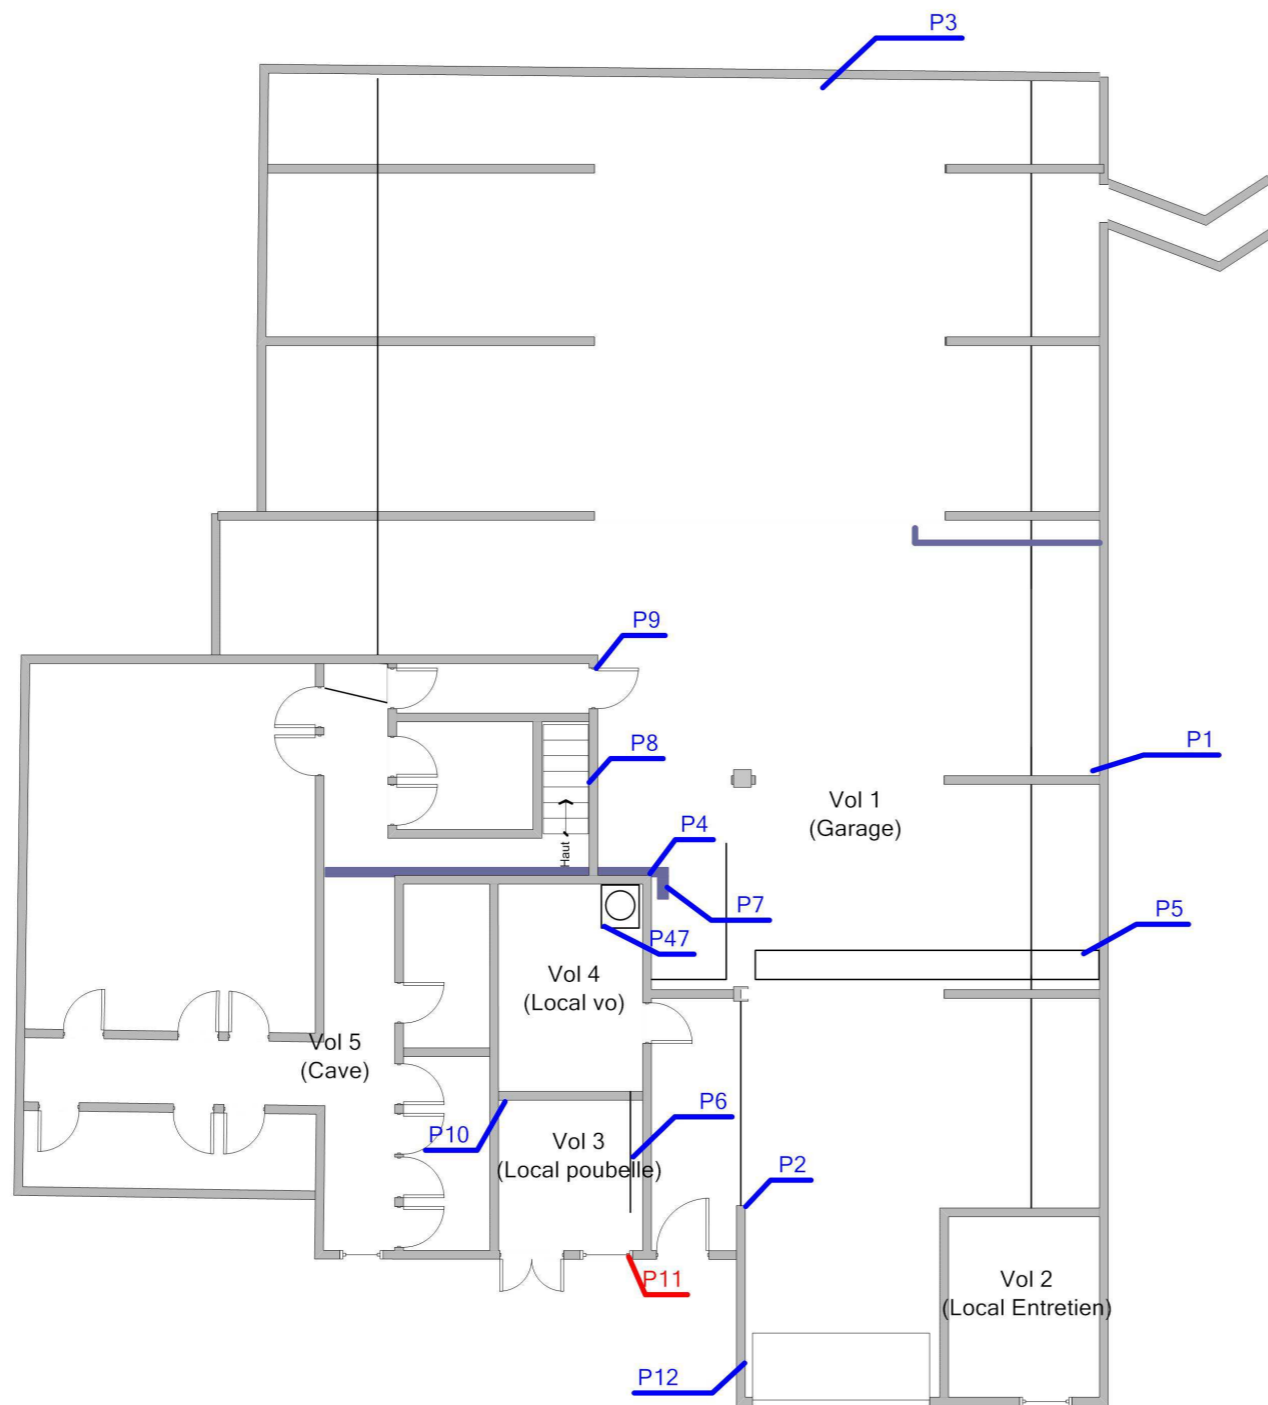 P3
P9
P1
P8
Vol 1
(Garage)
P4
Haut
P7
P5
P47
Vol 4
(Local vo)
Vol 5
(Cave)
P6
P10
Vol 3
(Local poubelle)
P2
P11
Vol 2
(Local Entretien)
P12